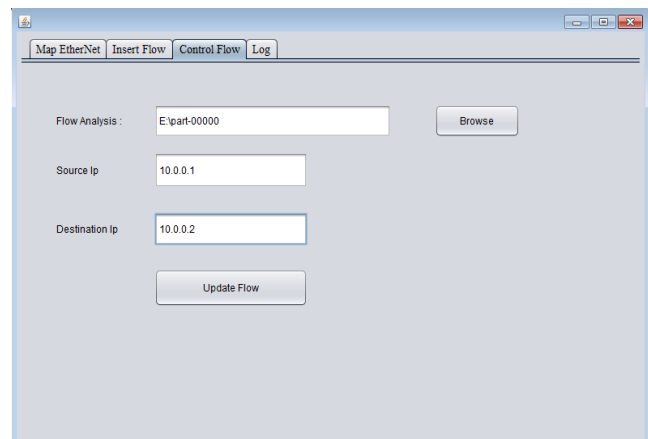 Map EtherNet Insert Flow Control Flow Log
Flow Analysis : E:\part-00000 Browse
Source Ip 10.0.0.1
Destination Ip 10.0.0.2
Update Flow